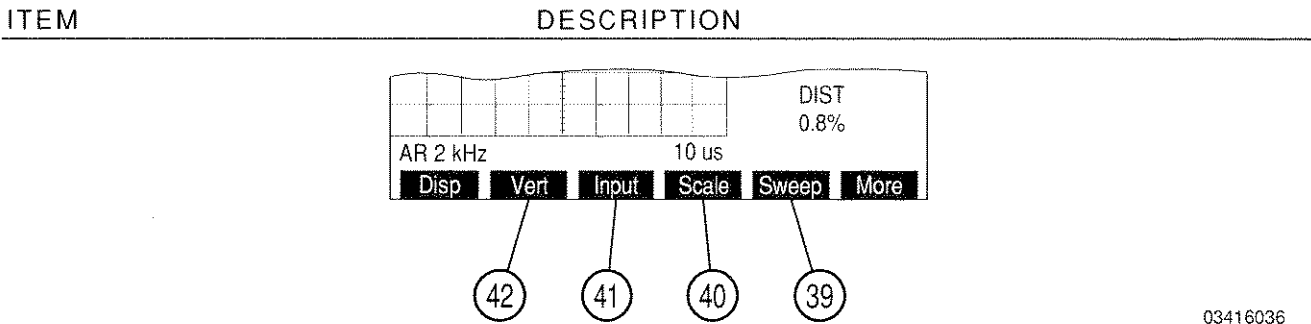 ITEM DESCRIPTION
DIST
0.8%
AR 2 kHz 10 us
Disp Vert Input Scale Sweep More
42 41 40 39
03416036